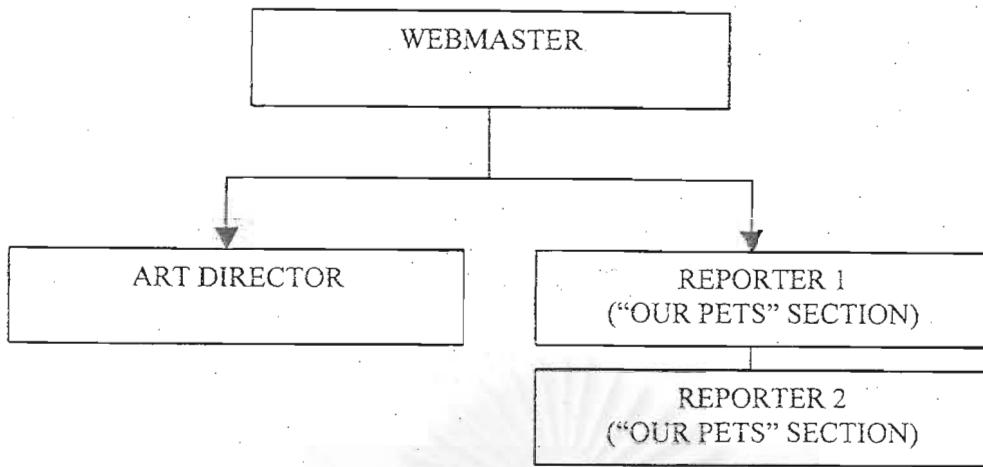 WEBMASTER
ART DIRECTOR
REPORTER 1
("OUR PETS" SECTION)
REPORTER 2
("OUR PETS" SECTION)